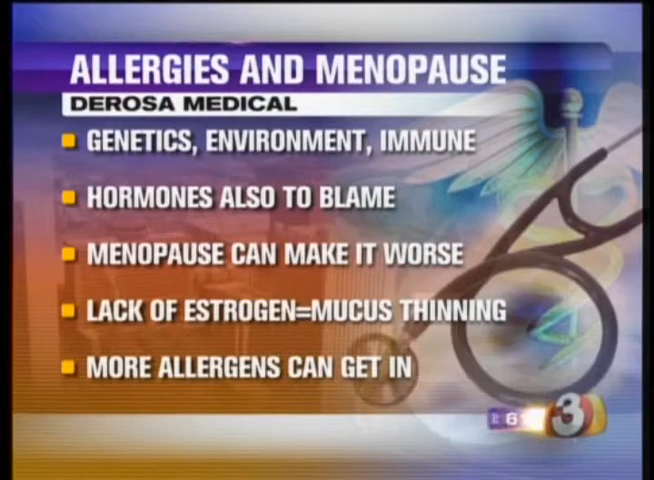 ALLERGIES AND MENOPAUSE
DEROSA MEDICAL
GENETICS, ENVIRONMENT, IMMUNE
HORMONES ALSO TO BLAME
MENOPAUSE CAN MAKE IT WORSE
LACK OF ESTROGEN=MUCUS THINNING
MORE ALLERGENS CAN GET IN
3